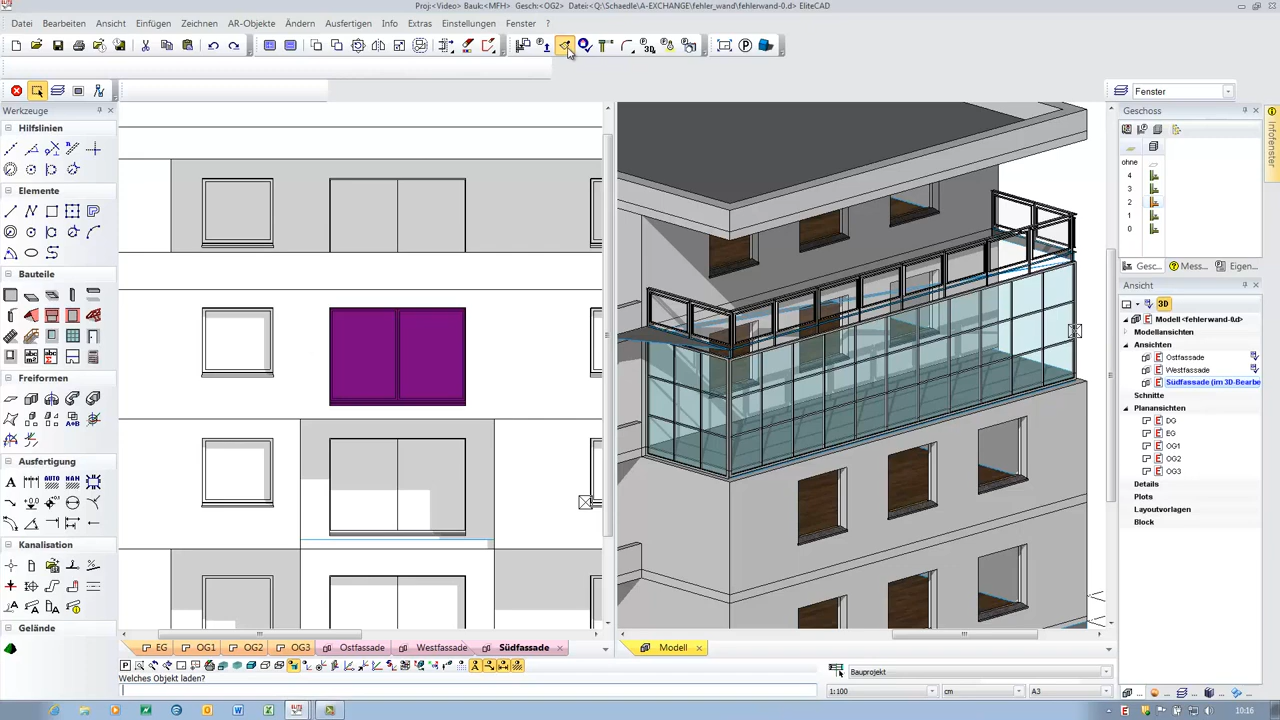 Proj:<Video> Bauk:<MFH> Gesch:<OG2> Datei:<Q:\Schaedle\A-EXCHANGE\fehler_wand\fehlerwand-0.d> EliteCAD
Datei Bearbeiten Ansicht Einfügen Zeichnen AR-Objekte Ändern Ausfertigen Info Extras Einstellungen Fenster ?
Fenster
Werkzeuge
Hilfslinien
Elemente
Bauteile
Freiformen
Ausfertigung
Kanalisation
Gelände
Geschoss
ohne
4
3
2
1
0
Gesc... Mess... Eigen...
Infofenster
Ansicht
3D
Modell <fehlerwand-0.d>
Modellansichten
Ansichten
Ostfassade
Westfassade
Südfassade (im 3D-Bearbe
Schnitte
Planansichten
DG
EG
OG1
OG2
OG3
Details
Plots
Layoutvorlagen
Block
EG OG1 OG2 OG3 Ostfassade Westfassade Südfassade
Modell
Welches Objekt laden?
Bauprojekt
1:100 cm A3
10:16